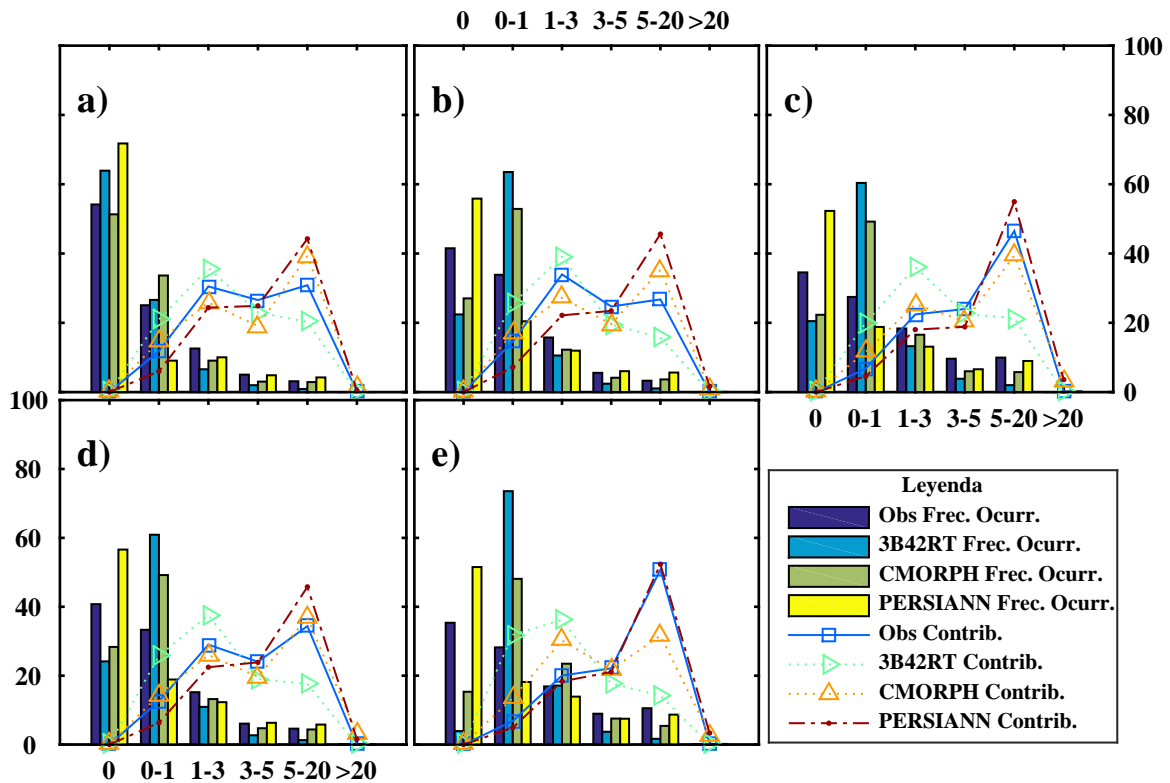 0 0-1 1-3 3-5 5-20 >20
a)
b)
c)
100
80
60
40
20
0
0 0-1 1-3 3-5 5-20 >20
100
80
60
40
20
0
d)
e)
0 0-1 1-3 3-5 5-20 >20
Leyenda
Obs Frec. Ocurr.
3B42RT Frec. Ocurr.
CMORPH Frec. Ocurr.
PERSIANN Frec. Ocurr.
Obs Contrib.
3B42RT Contrib.
CMORPH Contrib.
PERSIANN Contrib.